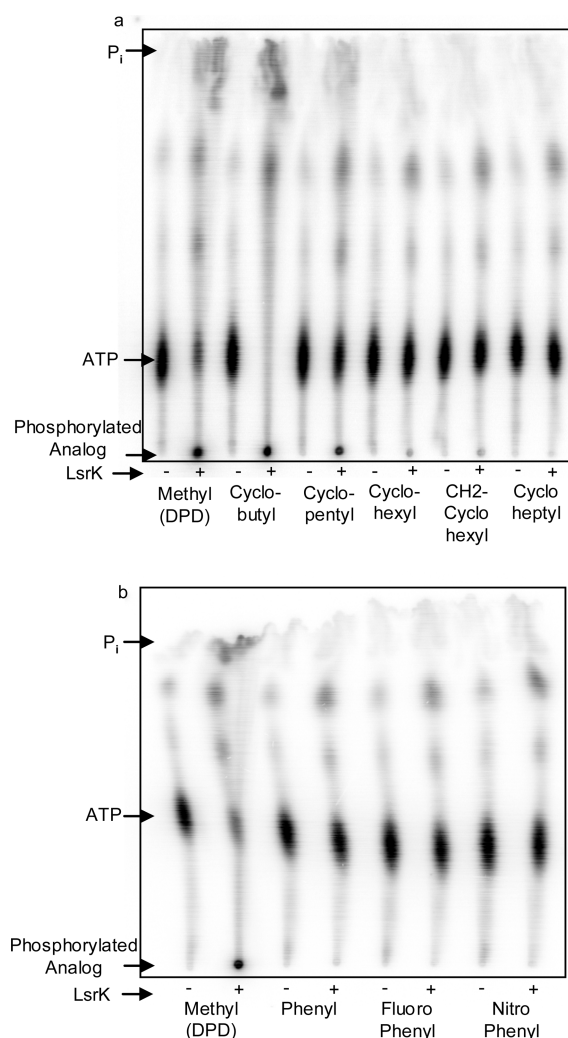 a
Pi
ATP
Phosphorylated
Analog
LsrK - + - + - + - + - + - +
Methyl Cyclo- Cyclo- Cyclo- CH2- Cyclo
(DPD) butyl pentyl hexyl Cyclo heptyl
hexyl
b
Pi
ATP
Phosphorylated
Analog
LsrK - + - + - + - +
Methyl Phenyl Fluoro Nitro
(DPD) Phenyl Phenyl